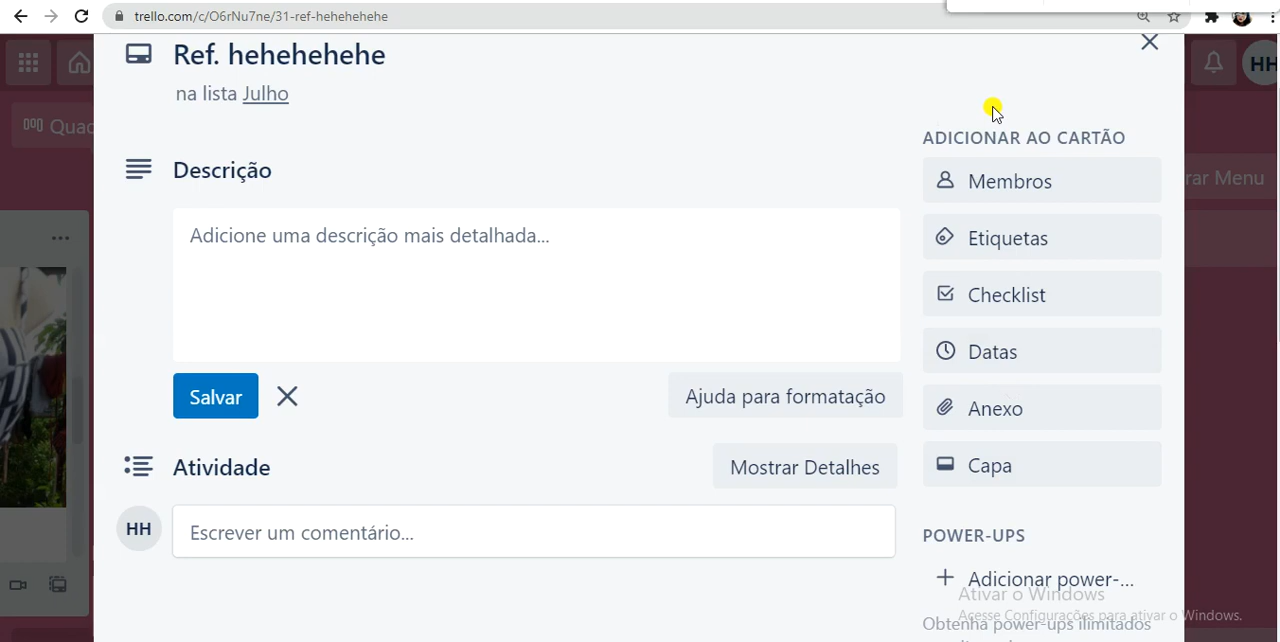 trello.com/c/O6rNu7ne/31-ref-hehehehehe
Ref. hehehehehe
na lista Julho
HH
Quad
rar Menu
Descrição
Adicione uma descrição mais detalhada...
Salvar
Ajuda para formatação
Atividade
Mostrar Detalhes
HH
Escrever um comentário...
ADICIONAR AO CARTÃO
Membros
Etiquetas
Checklist
Datas
Anexo
Capa
POWER-UPS
Adicionar power-...
Ativar o Windows
Acesse Configurações para ativar o Windows.
Obtenha power-ups ilimitados